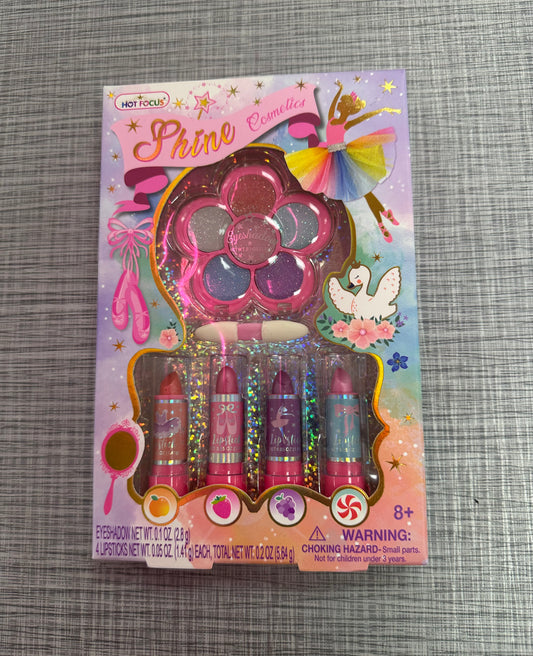 HOT FOCUS
Shine
Cosmetics
Eyeshadow
Lipstick
Lipstick
8+
EYESHADOW NET WT. 0.1 OZ (2.8 g)
4 LIPSTICKS NET WT. 0.05 OZ (1.41 g) EACH, TOTAL NET WT. 0.2 OZ (5.64 g)
WARNING:
CHOKING HAZARD- Small parts.
Not for children under 3 years.